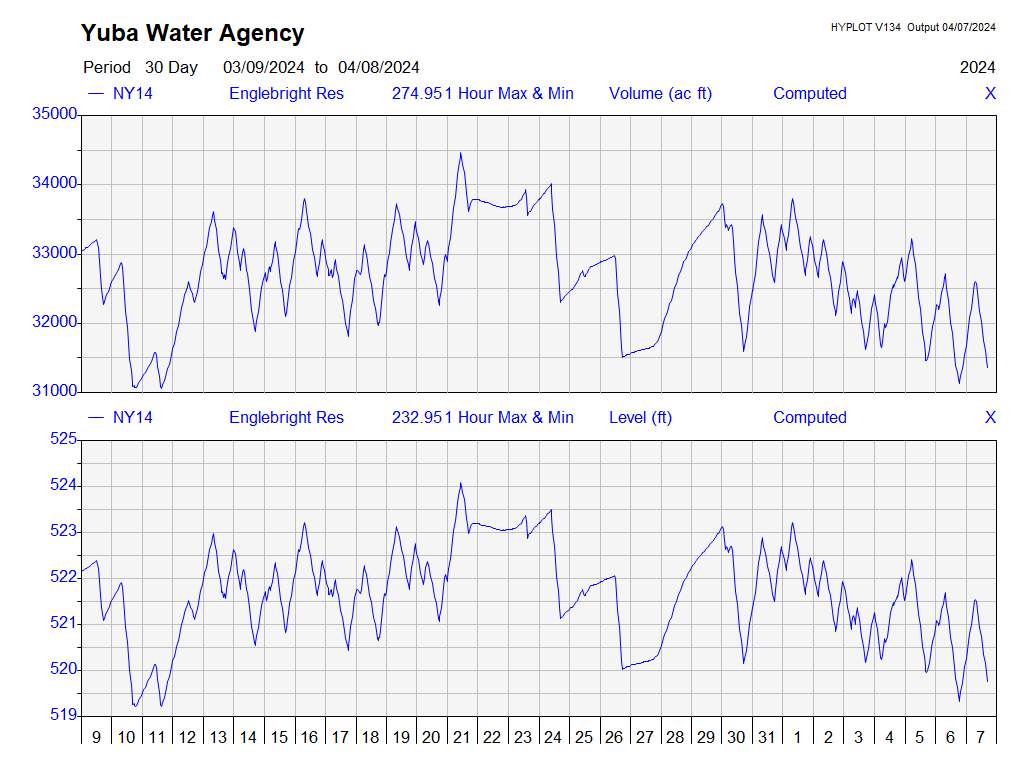 Yuba Water Agency
HYPLOT V134 Output 04/07/2024
Period 30 Day 03/09/2024 to 04/08/2024 2024
NY14 Englebright Res 274.951 Hour Max & Min Volume (ac ft) Computed X
35000
34000
33000
32000
31000
NY14 Englebright Res 232.951 Hour Max & Min Level (ft) Computed X
525
524
523
522
521
520
519
9 10 11 12 13 14 15 16 17 18 19 20 21 22 23 24 25 26 27 28 29 30 31 1 2 3 4 5 6 7